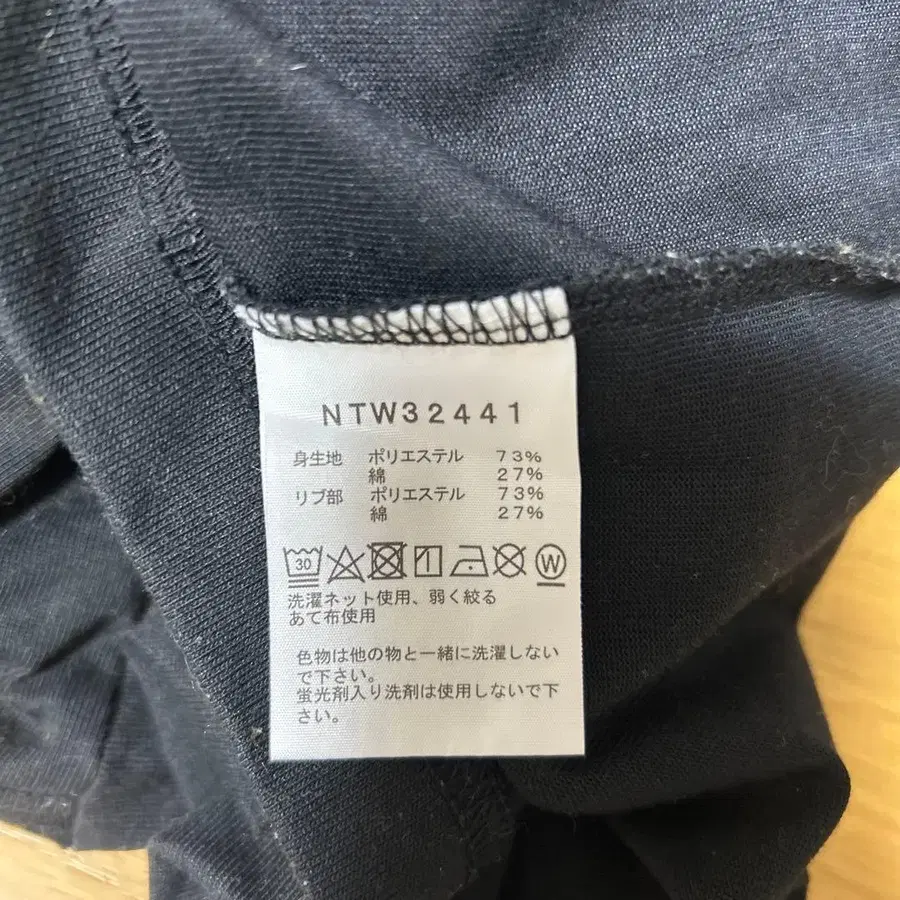 NTW32441
身生地 ポリエステル 73%
綿 27%
リブ部 ポリエステル 73%
綿 27%
30 W
洗濯ネット使用、弱く絞る
あて布使用
色物は他の物と一緒に洗濯しない
で下さい。
蛍光剤入り洗剤は使用しないで下
さい。